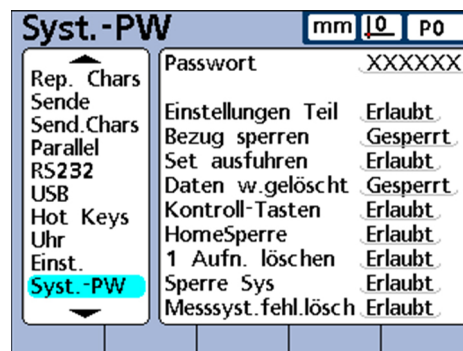 Syst.-PW
mm
0
P0
Rep. Chars
Sende
Send.Chars
Parallel
RS232
USB
Hot Keys
Uhr
Einst.
Syst.-PW
Passwort XXXXXX
Einstellungen Teil Erlaubt
Bezug sperren Gesperrt
Set ausfuhren Erlaubt
Daten w.gelöscht Gesperrt
Kontroll-Tasten Erlaubt
HomeSperre Erlaubt
1 Aufn. löschen Erlaubt
Sperre Sys Erlaubt
Messsyst.fehl.lösch Erlaubt